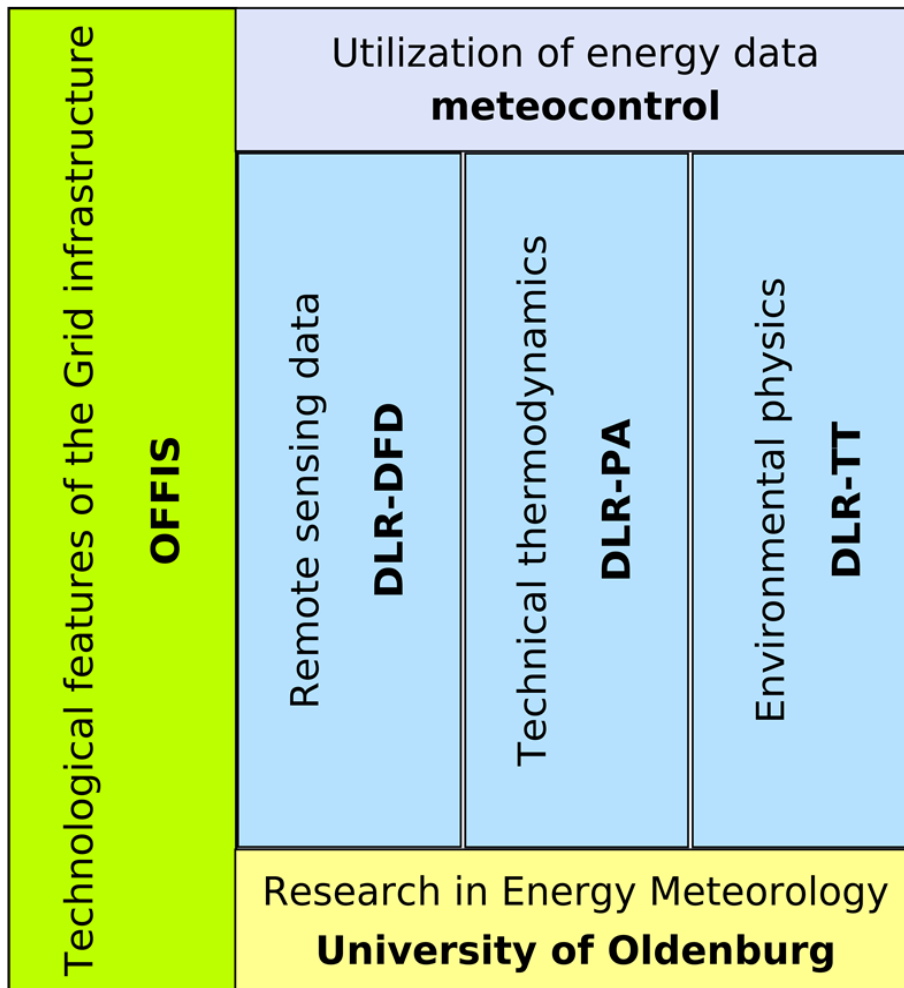 Technological features of the Grid infrastructure
OFFIS
Utilization of energy data
meteocontrol
Remote sensing data
DLR-DFD
Technical thermodynamics
DLR-PA
Environmental physics
DLR-TT
Research in Energy Meteorology
University of Oldenburg